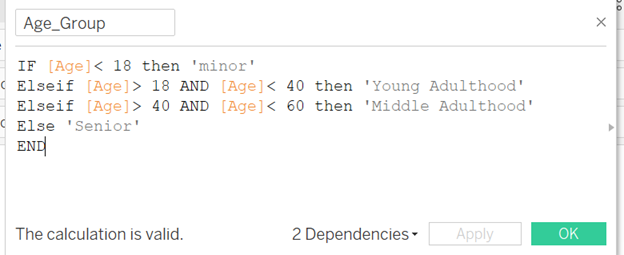 Age_Group
IF [Age]< 18 then 'minor'
Elseif [Age]> 18 AND [Age]< 40 then 'Young Adulthood'
Elseif [Age]> 40 AND [Age]< 60 then 'Middle Adulthood'
Else 'Senior'
END
The calculation is valid. 2 Dependencies Apply OK